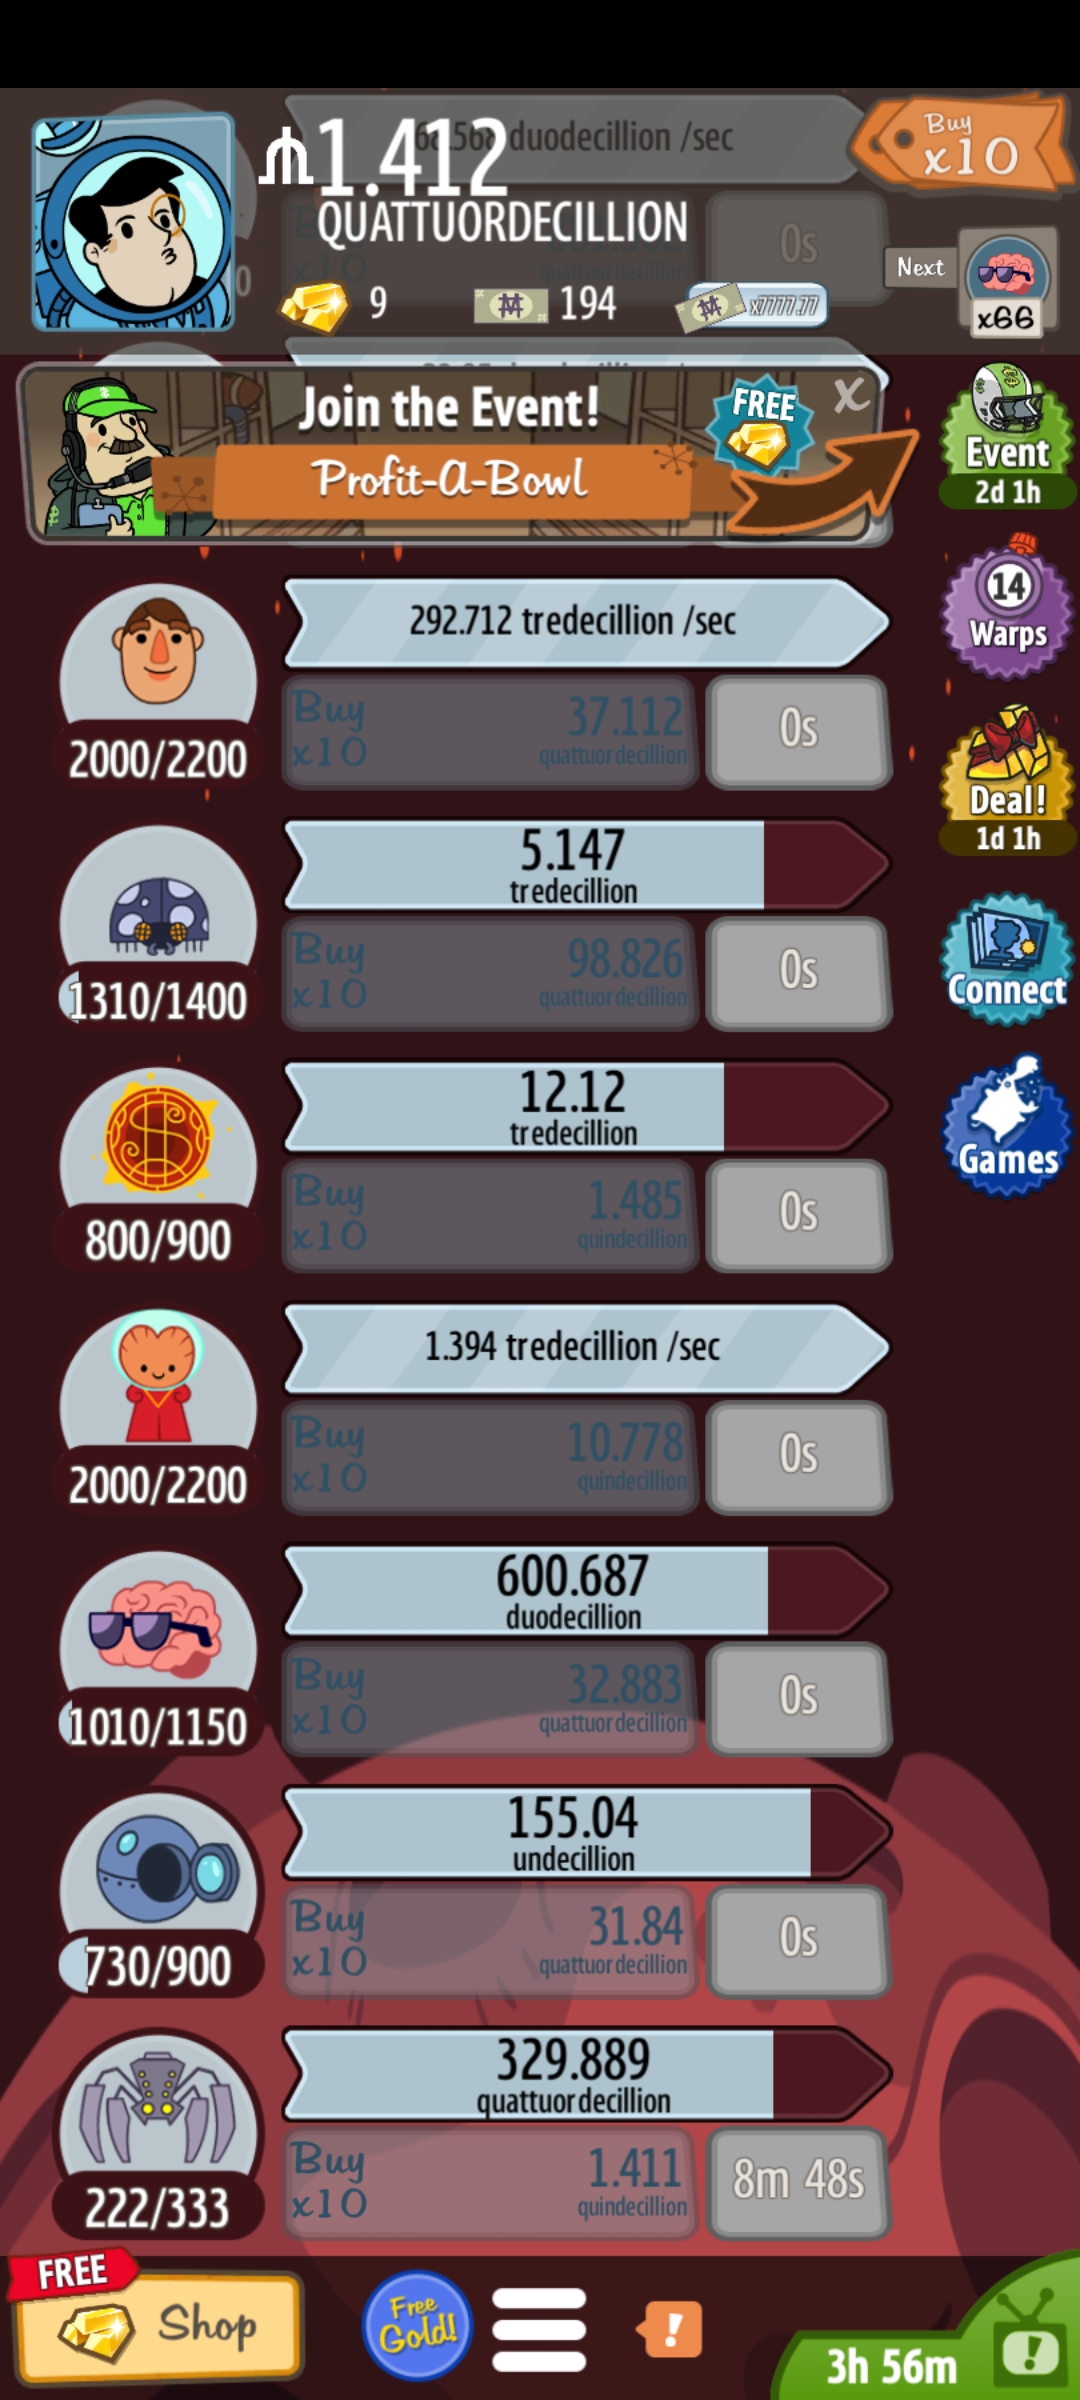 duodecillion /sec
1.412
QUATTUORDECILLION
Buy
x10
0s
Buy
x10
quattuordecillion
9
194
x7777.77
Next
x66
Join the Event!
FREE
X
Profit-A-Bowl
Event
2d 1h
14
Warps
Deal!
1d 1h
Connect
Games
292.712 tredecillion /sec
Buy
x10
37.112
quattuordecillion
0s
2000/2200
5.147
tredecillion
Buy
x10
98.826
quattuordecillion
0s
1310/1400
12.12
tredecillion
Buy
x10
1.485
quindecillion
0s
800/900
1.394 tredecillion /sec
Buy
x10
10.778
quindecillion
0s
2000/2200
600.687
duodecillion
Buy
x10
32.883
quattuordecillion
0s
1010/1150
155.04
undecillion
Buy
x10
31.84
quattuordecillion
0s
730/900
329.889
quattuordecillion
Buy
x10
1.411
quindecillion
8m 48s
222/333
FREE
Shop
Free
Gold!
!
3h 56m
!